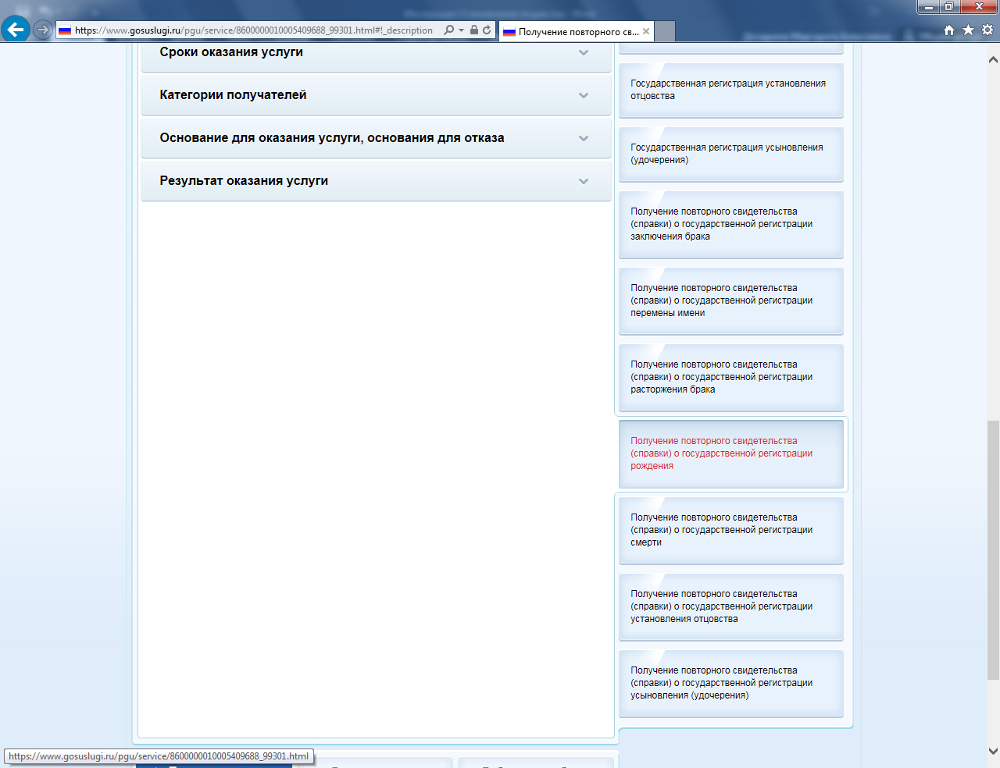 https://www.gosuslugi.ru/pgu/service/8600000010005409688_99301.html#!_description
Получение повторного св...
Сроки оказания услуги
Категории получателей
Основание для оказания услуги, основания для отказа
Результат оказания услуги
Государственная регистрация установления
отцовства
Государственная регистрация усыновления
(удочерения)
Получение повторного свидетельства
(справки) о государственной регистрации
заключения брака
Получение повторного свидетельства
(справки) о государственной регистрации
перемены имени
Получение повторного свидетельства
(справки) о государственной регистрации
расторжения брака
Получение повторного свидетельства
(справки) о государственной регистрации
рождения
Получение повторного свидетельства
(справки) о государственной регистрации
смерти
Получение повторного свидетельства
(справки) о государственной регистрации
установления отцовства
Получение повторного свидетельства
(справки) о государственной регистрации
усыновления (удочерения)
https://www.gosuslugi.ru/pgu/service/8600000010005409688_99301.html